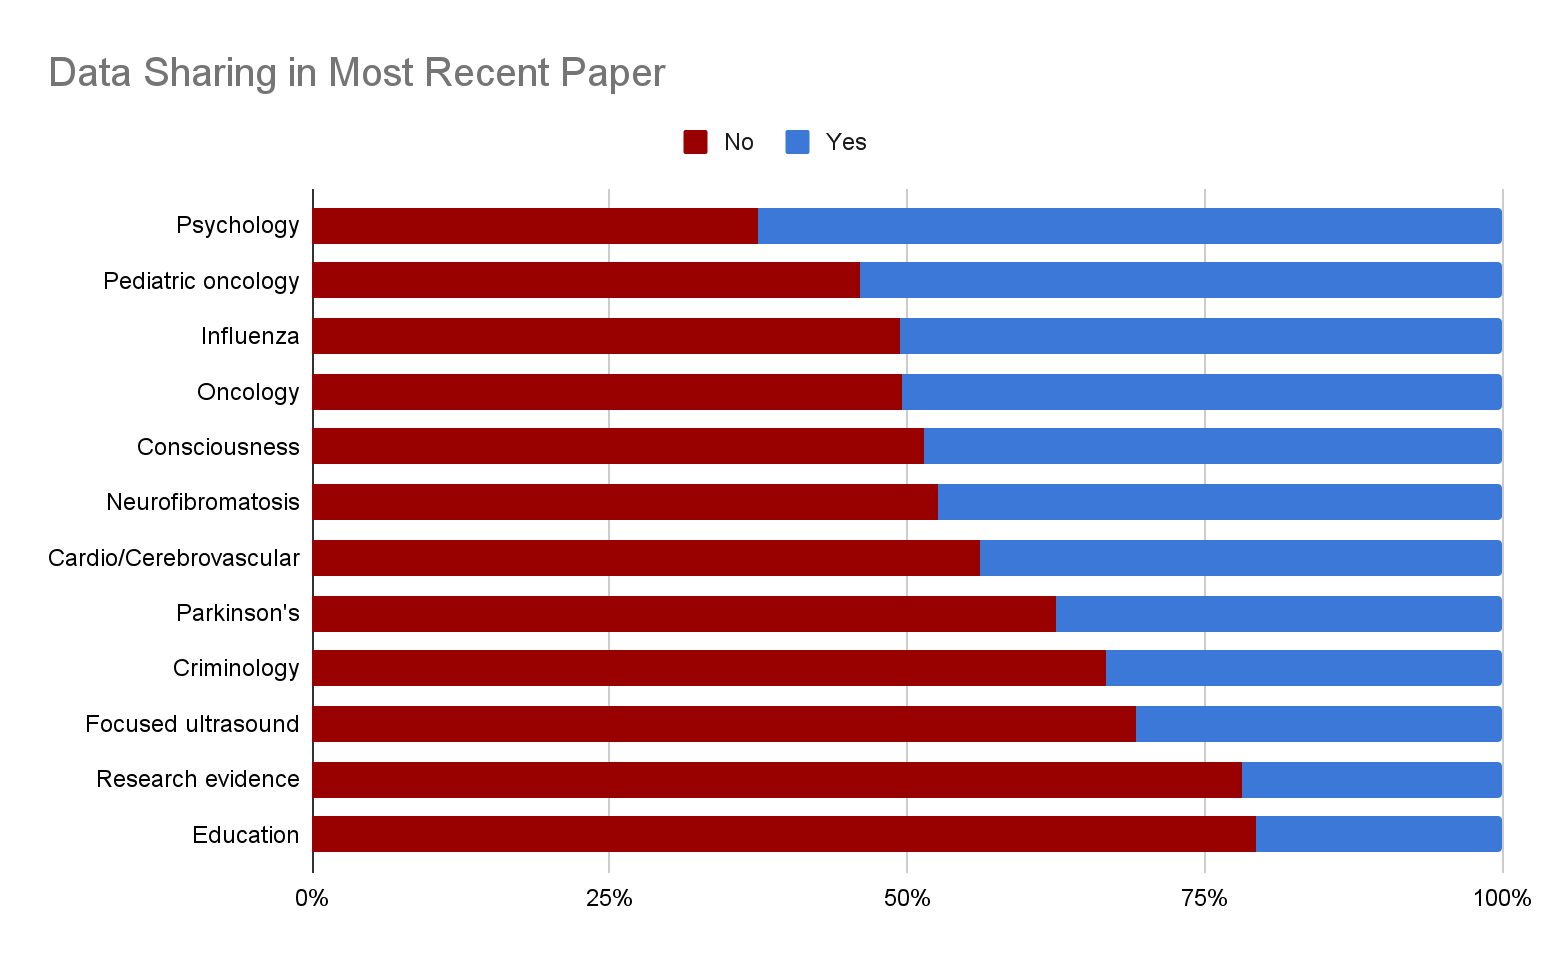 Data Sharing in Most Recent Paper
No Yes
Psychology
Pediatric oncology
Influenza
Oncology
Consciousness
Neurofibromatosis
Cardio/Cerebrovascular
Parkinson's
Criminology
Focused ultrasound
Research evidence
Education
0% 25% 50% 75% 100%